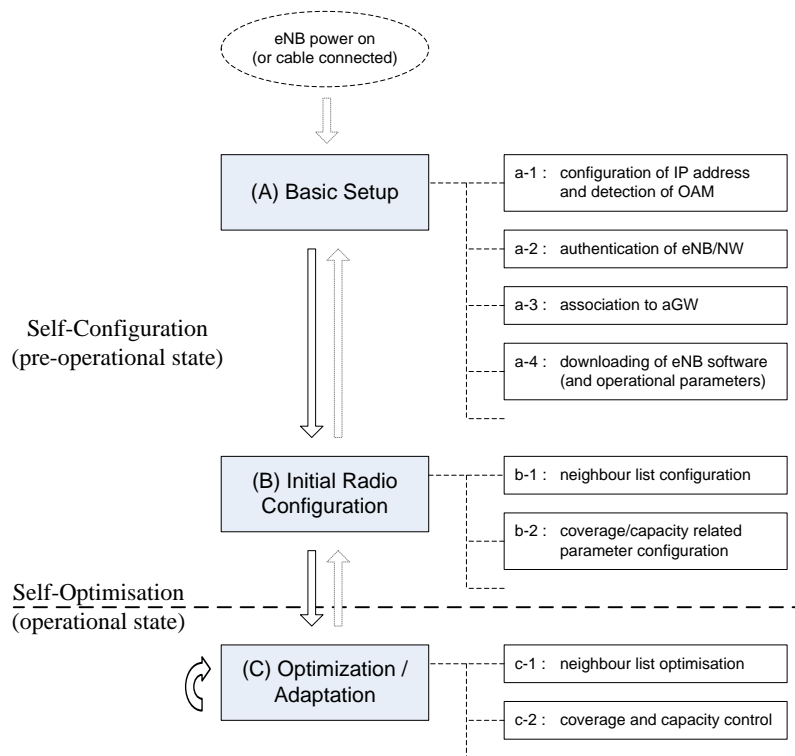 eNB power on
(or cable connected)
(A) Basic Setup
a-1 : configuration of IP address
and detection of OAM
a-2 : authentication of eNB/NW
a-3 : association to aGW
a-4 : downloading of eNB software
(and operational parameters)
Self-Configuration
(pre-operational state)
(B) Initial Radio
Configuration
b-1 : neighbour list configuration
b-2 : coverage/capacity related
parameter configuration
Self-Optimisation
(operational state)
(C) Optimization /
Adaptation
c-1 : neighbour list optimisation
c-2 : coverage and capacity control